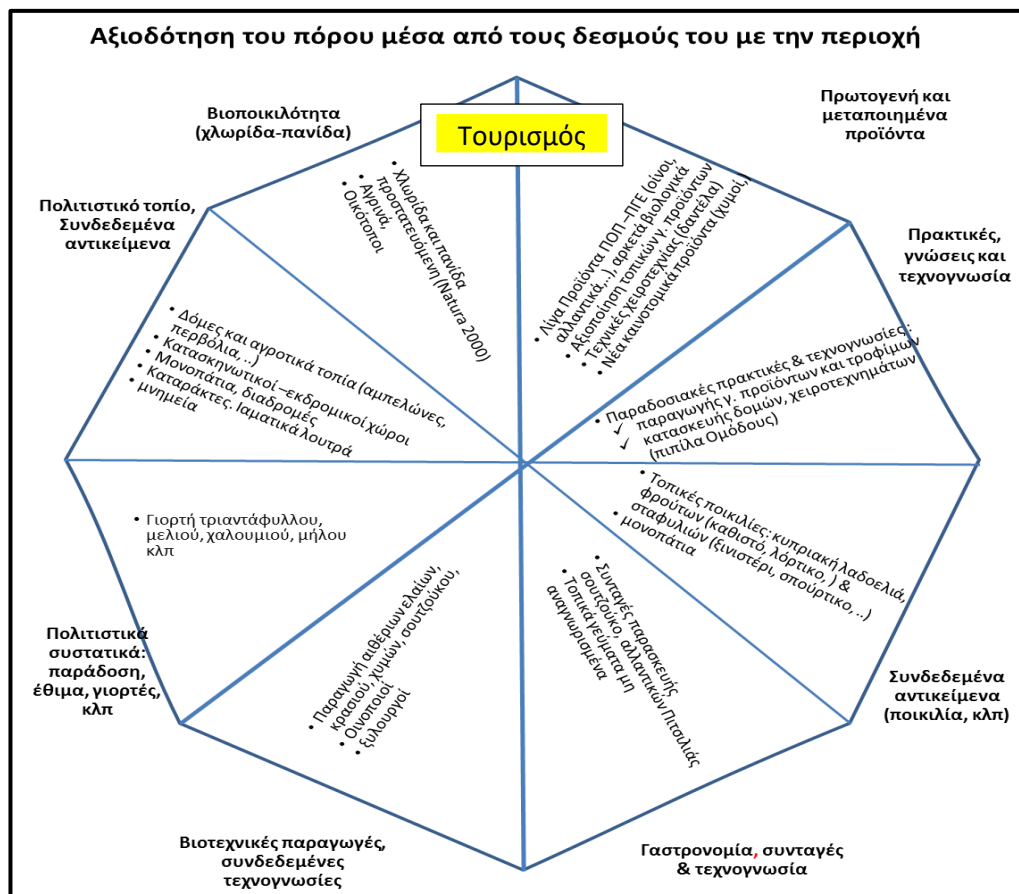 Αξιοδότηση του πόρου μέσα από τους δεσμούς του με την περιοχή
Τουρισμός
Βιοποικιλότητα
(χλωρίδα-πανίδα)
Πρωτογενή και
μεταποιημένα
προϊόντα
• Χλωρίδα και πανίδα
προστατευόμενη (Natura 2000)
• Αγρινά,
• Οικότοποι
• Λίγα Προϊόντα ΠΟΠ –ΠΓΕ (οίνοι,
αλλαντικά,..), αρκετά βιολογικά
• Αξιοποίηση τοπικών γ. προϊόντων
• Τεχνικές χειροτεχνίας (δαντέλα)
• Νέα καινοτομικά προϊόντα (χυμοί,)
Πολιτιστικό τοπίο,
Συνδεδεμένα
αντικείμενα
Πρακτικές,
γνώσεις και
τεχνογνωσία
• Δόμες και αγροτικά τοπία (αμπελώνες,
περβόλια, ..)
• Κατασκηνωτικοί –εκδρομικοί χώροι
• Μονοπάτια, διαδρομές
• Καταράκτες. Ιαματικά λουτρά
• μνημεία
• Παραδοσιακές πρακτικές & τεχνογνωσίες :
✓ παραγωγής γ. προϊόντων και τροφίμων
✓ κατασκευής δομών, χειροτεχνημάτων
(πιπίλα Ομόδους)
• Γιορτή τριαντάφυλλου,
μελιού, χαλουμιού, μήλου
κλπ
• Τοπικές ποικιλίες: κυπριακή λαδοελιά,
φρούτων (καθιστό, λόρτικο, ) &
σταφυλιών (ξινιστέρι, σπούρτικο, ..)
• μονοπάτια
Πολιτιστικά
συστατικά:
παράδοση,
έθιμα, γιορτές,
κλπ
• Παραγωγή αιθέριων ελαίων,
κρασιού, χυμών, σουτζούκου,
• Οινοποιοί
• ξυλουργοί
• Συνταγές παρασκευής
σουτζούκο, αλλαντικών Πιτσιλιάς
• Τοπικά γεύματα μη
αναγνωρισμένα
Συνδεδεμένα
αντικείμενα
(ποικιλία, κλπ)
Βιοτεχνικές παραγωγές,
συνδεδεμένες
τεχνογνωσίες
Γαστρονομία, συνταγές
& τεχνογνωσία